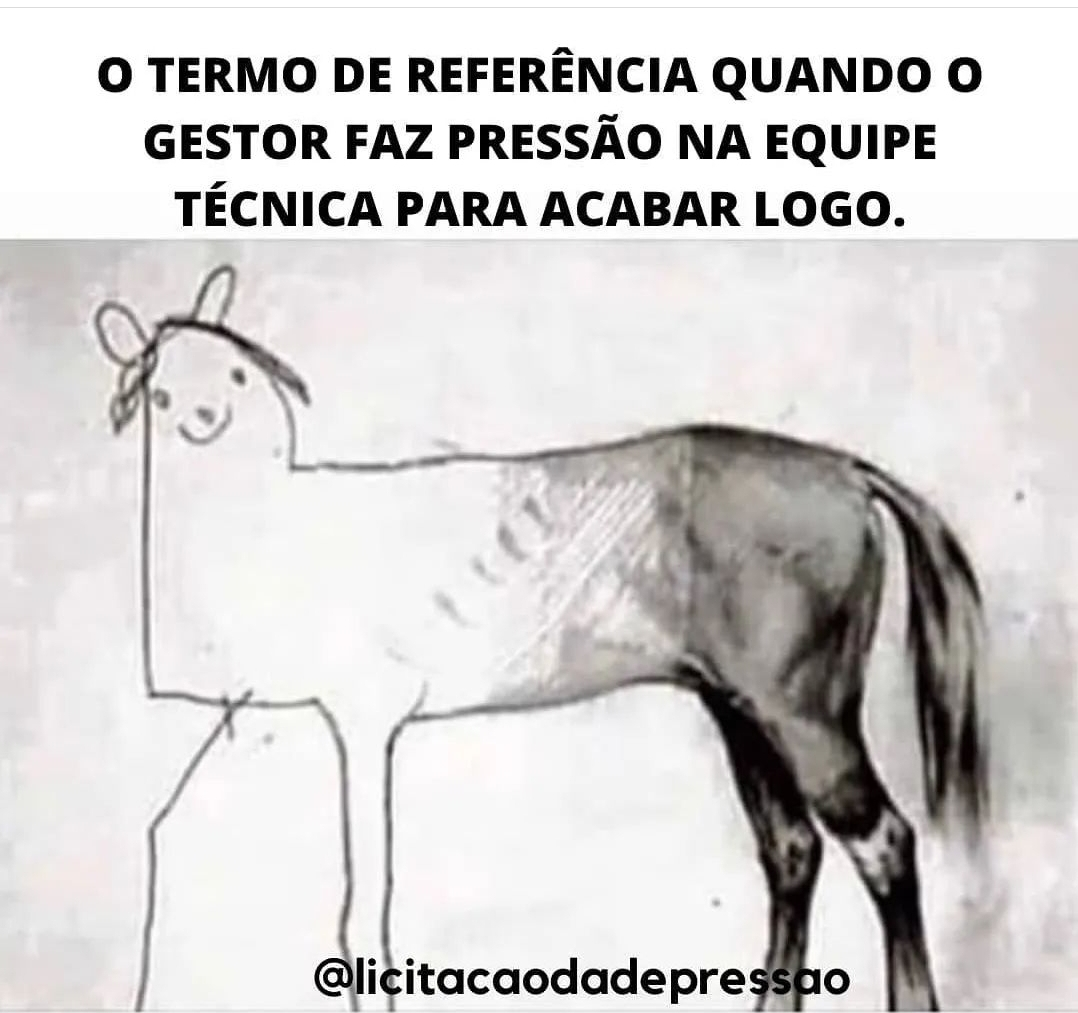 O TERMO DE REFERÊNCIA QUANDO O
GESTOR FAZ PRESSÃO NA EQUIPE
TÉCNICA PARA ACABAR LOGO.
@licitacaodadepressao